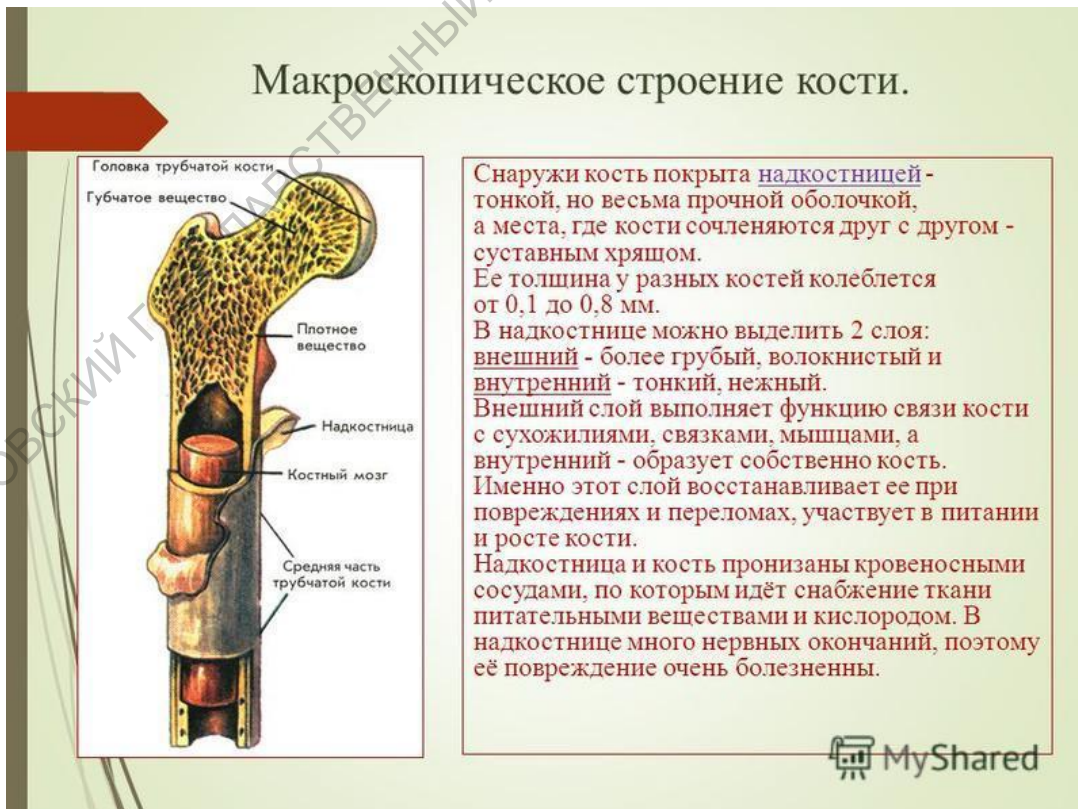 Макроскопическое строение кости.
Головка трубчатой кости
Губчатое вещество
Плотное
вещество
Надкостница
Костный мозг
Средняя часть
трубчатой кости
Снаружи кость покрыта надкостницей -
тонкой, но весьма прочной оболочкой,
а места, где кости сочленяются друг с другом -
суставным хрящом.
Ее толщина у разных костей колеблется
от 0,1 до 0,8 мм.
В надкостнице можно выделить 2 слоя:
внешний - более грубый, волокнистый и
внутренний - тонкий, нежный.
Внешний слой выполняет функцию связи кости
с сухожилиями, связками, мышцами, а
внутренний - образует собственно кость.
Именно этот слой восстанавливает ее при
повреждениях и переломах, участвует в питании
и росте кости.
Надкостница и кость пронизаны кровеносными
сосудами, по которым идёт снабжение ткани
питательными веществами и кислородом. В
надкостнице много нервных окончаний, поэтому
её повреждение очень болезненны.
MyShared